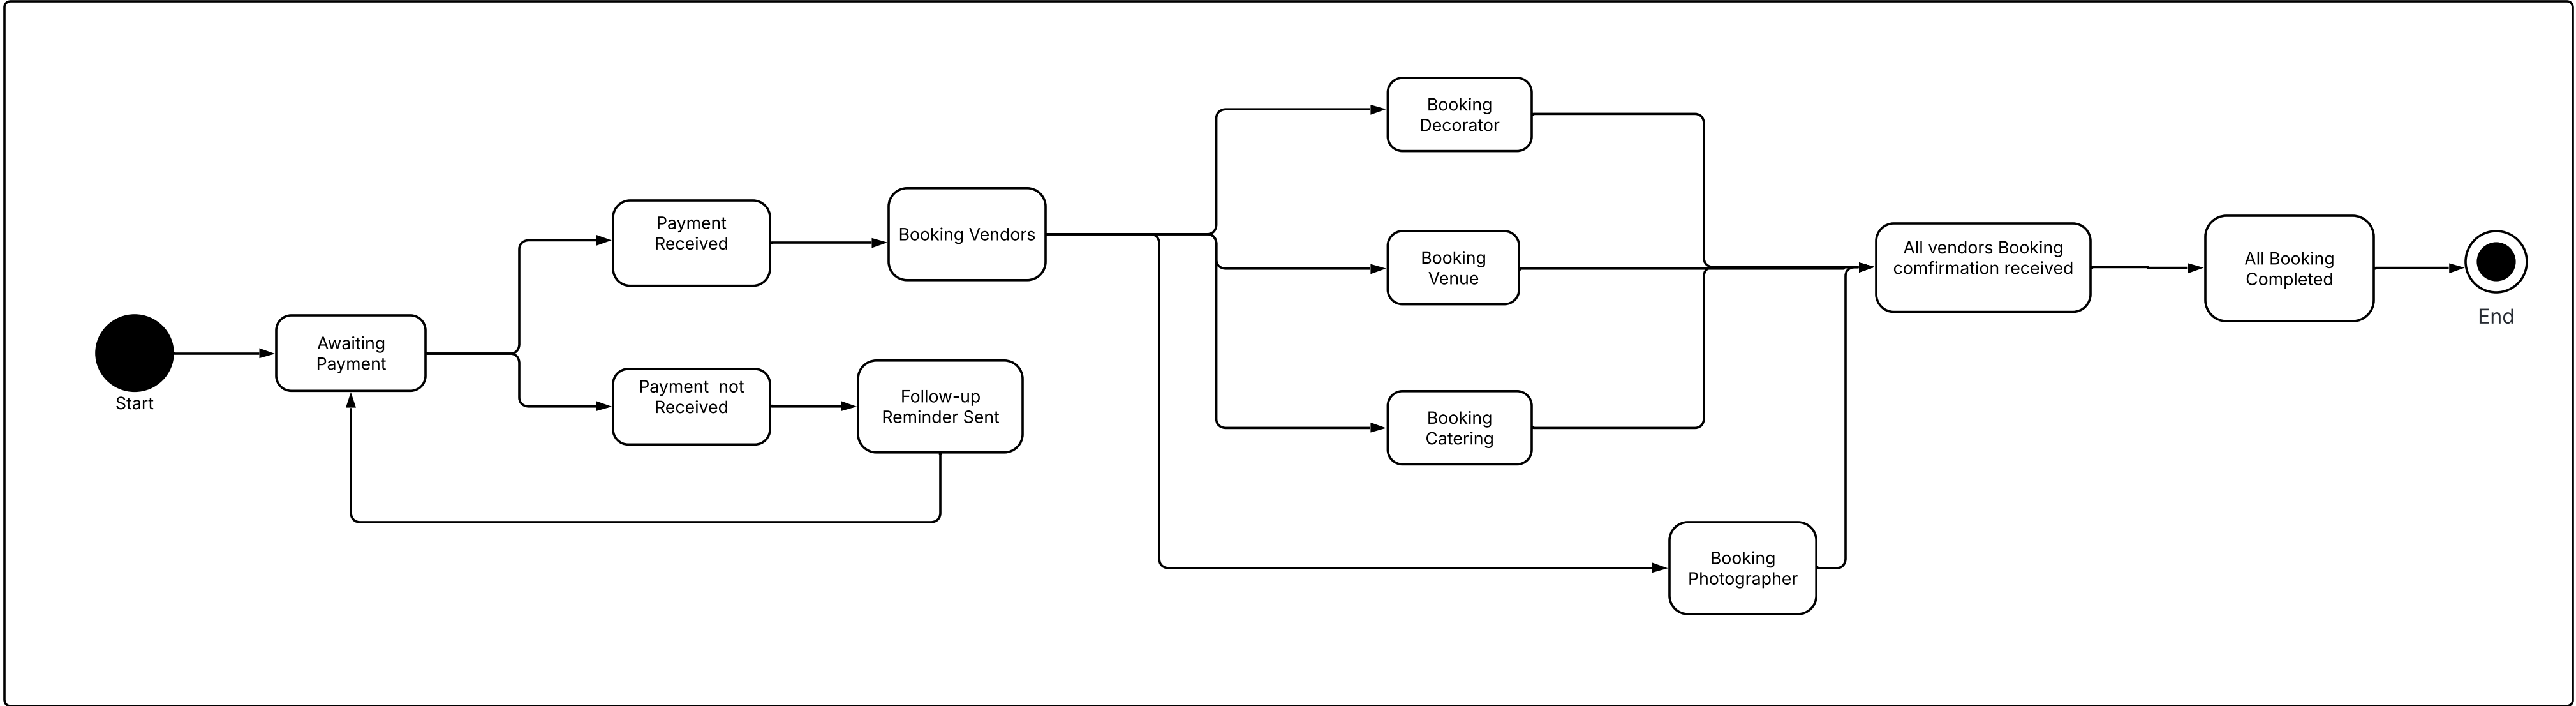 Start
Awaiting
Payment
Payment
Received
Payment  not
Received
Booking Vendors
Follow-up
Reminder Sent
Booking
Decorator
Booking
Venue
Booking
Catering
Booking
Photographer
All vendors Booking
comfirmation received
All Booking
Completed
End